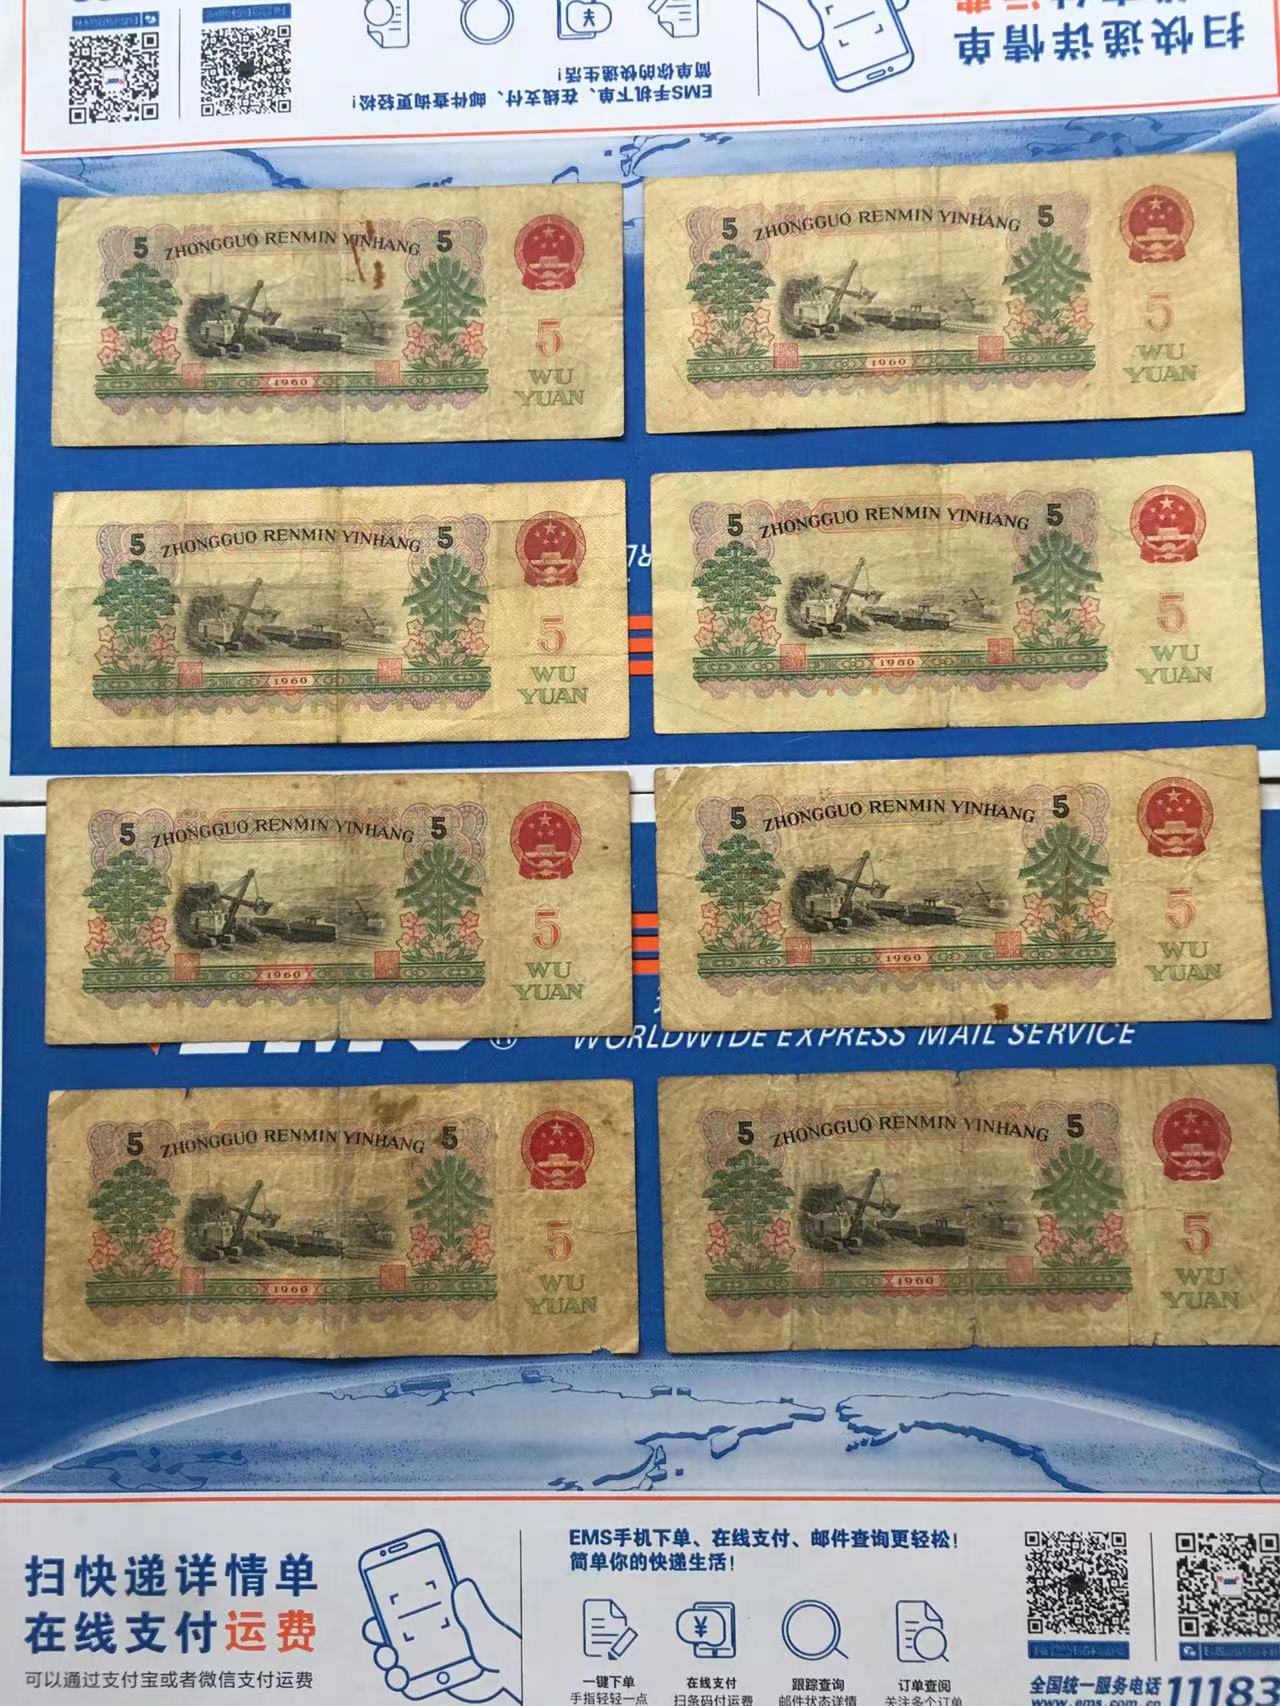 扫快递详情单
EMS手机下单、在线支付、邮件查询更轻松!
简单你的快递生活!
5 ZHONGGUO RENMIN YINHANG 5
5
WU
YUAN
1960
5 ZHONGGUO RENMIN YINHANG 5
5
WU
YUAN
1960
5 ZHONGGUO RENMIN YINHANG 5
5
WU
YUAN
1960
5 ZHONGGUO RENMIN YINHANG 5
5
WU
YUAN
1960
5 ZHONGGUO RENMIN YINHANG 5
5
WU
YUAN
1960
5 ZHONGGUO RENMIN YINHANG 5
5
WU
YUAN
1960
WORLDWIDE EXPRESS MAIL SERVICE
5 ZHONGGUO RENMIN YINHANG 5
5
WU
YUAN
1960
5 ZHONGGUO RENMIN YINHANG 5
5
WU
YUAN
1960
扫快递详情单
在线支付运费
可以通过支付宝或者微信支付运费
EMS手机下单、在线支付、邮件查询更轻松!
简单你的快递生活!
一键下单
手指轻轻一点
在线支付
扫条码付运费
跟踪查询
邮件状态详情
订单查阅
关注多个订单
全国统一服务电话 11183
www.ems.com.cn